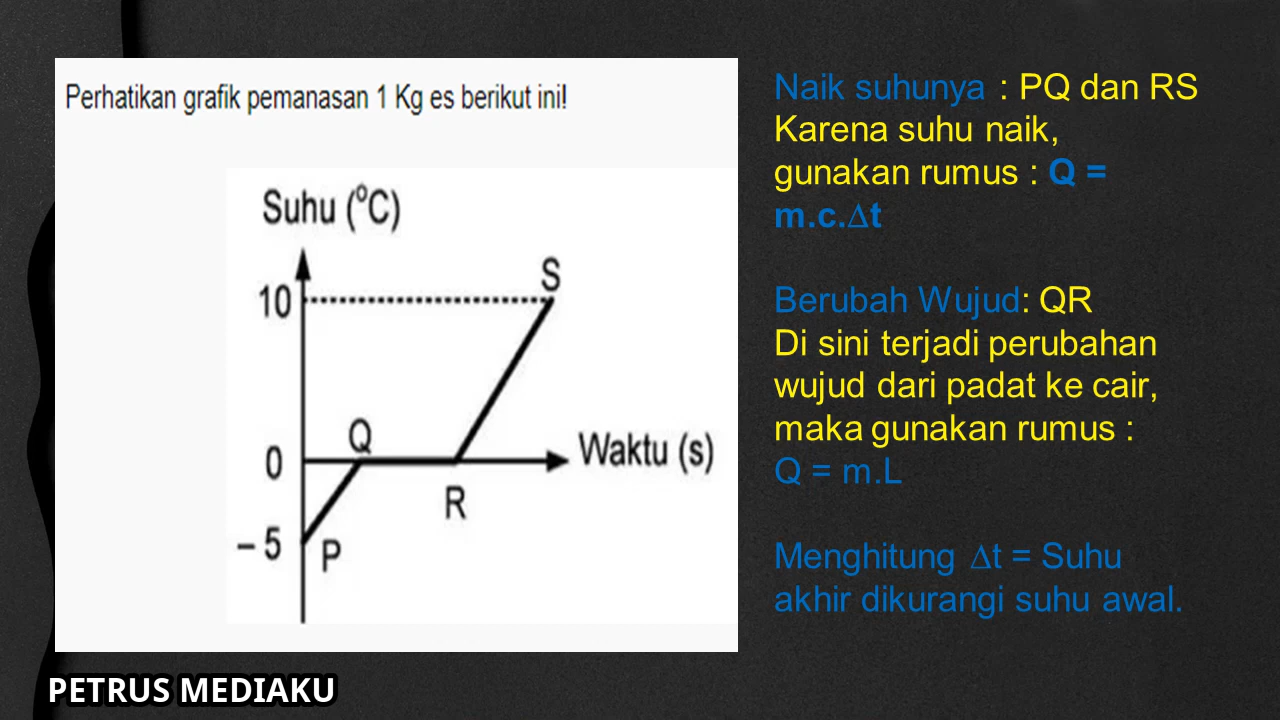 Perhatikan grafik pemanasan 1 Kg es berikut ini!
Suhu (°C)
10
S
Q
0
Waktu (s)
R
– 5
P
Naik suhunya : PQ dan RS
Karena suhu naik,
gunakan rumus : Q =
m.c.∆t
Berubah Wujud: QR
Di sini terjadi perubahan
wujud dari padat ke cair,
maka gunakan rumus :
Q = m.L
Menghitung ∆t = Suhu
akhir dikurangi suhu awal.
PETRUS MEDIAKU